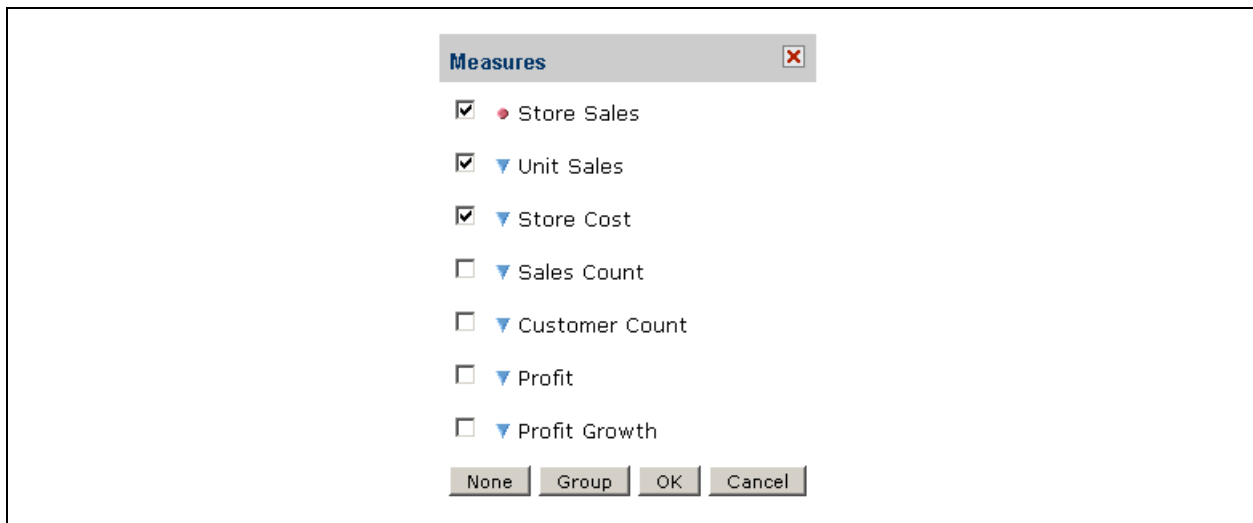 Measures
Store Sales
Unit Sales
Store Cost
Sales Count
Customer Count
Profit
Profit Growth
None Group OK Cancel